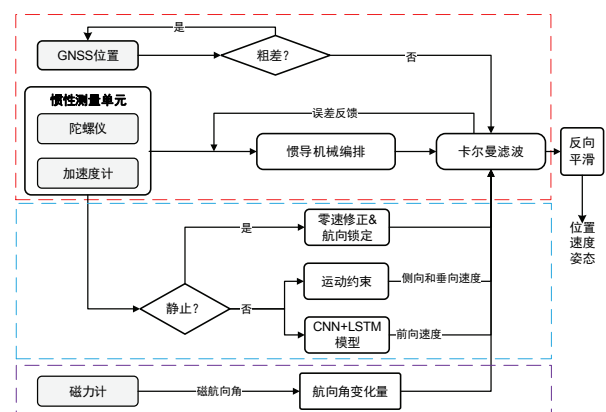 是
GNSS位置
粗差?
否
惯性测量单元
陀螺仪
加速度计
误差反馈
惯导机械编排
卡尔曼滤波
反向
平滑
位置
速度
姿态
是
零速修正&
航向锁定
静止?
否
运动约束
侧向和垂向速度
CNN+LSTM
模型
前向速度
磁力计
磁航向角
航向角变化量